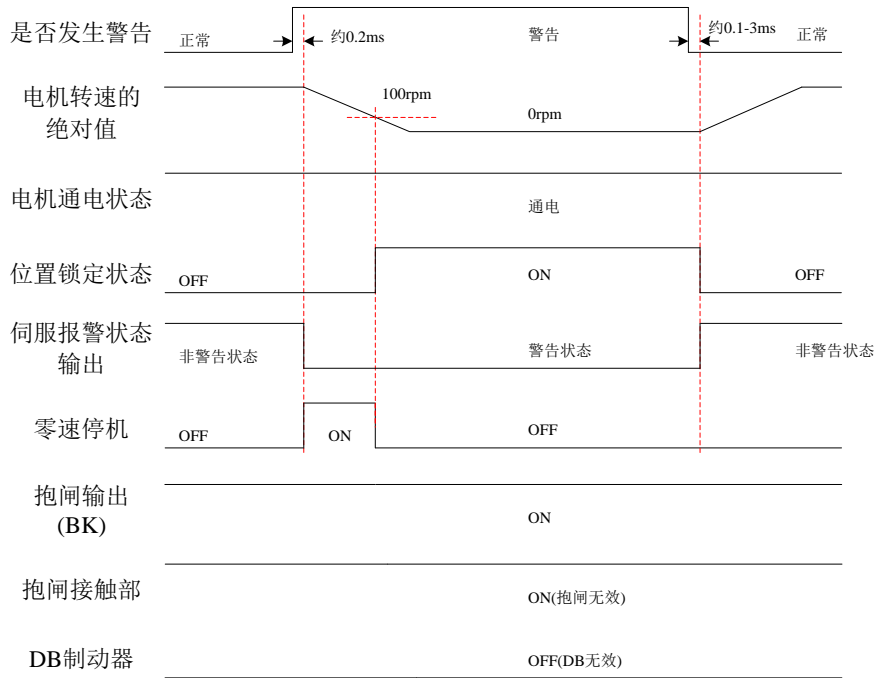 是否发生警告
正常
约0.2ms
警告
约0.1-3ms
正常
电机转速的
绝对值
100rpm
0rpm
电机通电状态
通电
位置锁定状态
OFF
ON
OFF
伺服报警状态
输出
非警告状态
警告状态
非警告状态
零速停机
OFF
ON
OFF
抱闸输出
(BK)
ON
抱闸接触部
ON(抱闸无效)
DB制动器
OFF(DB无效)